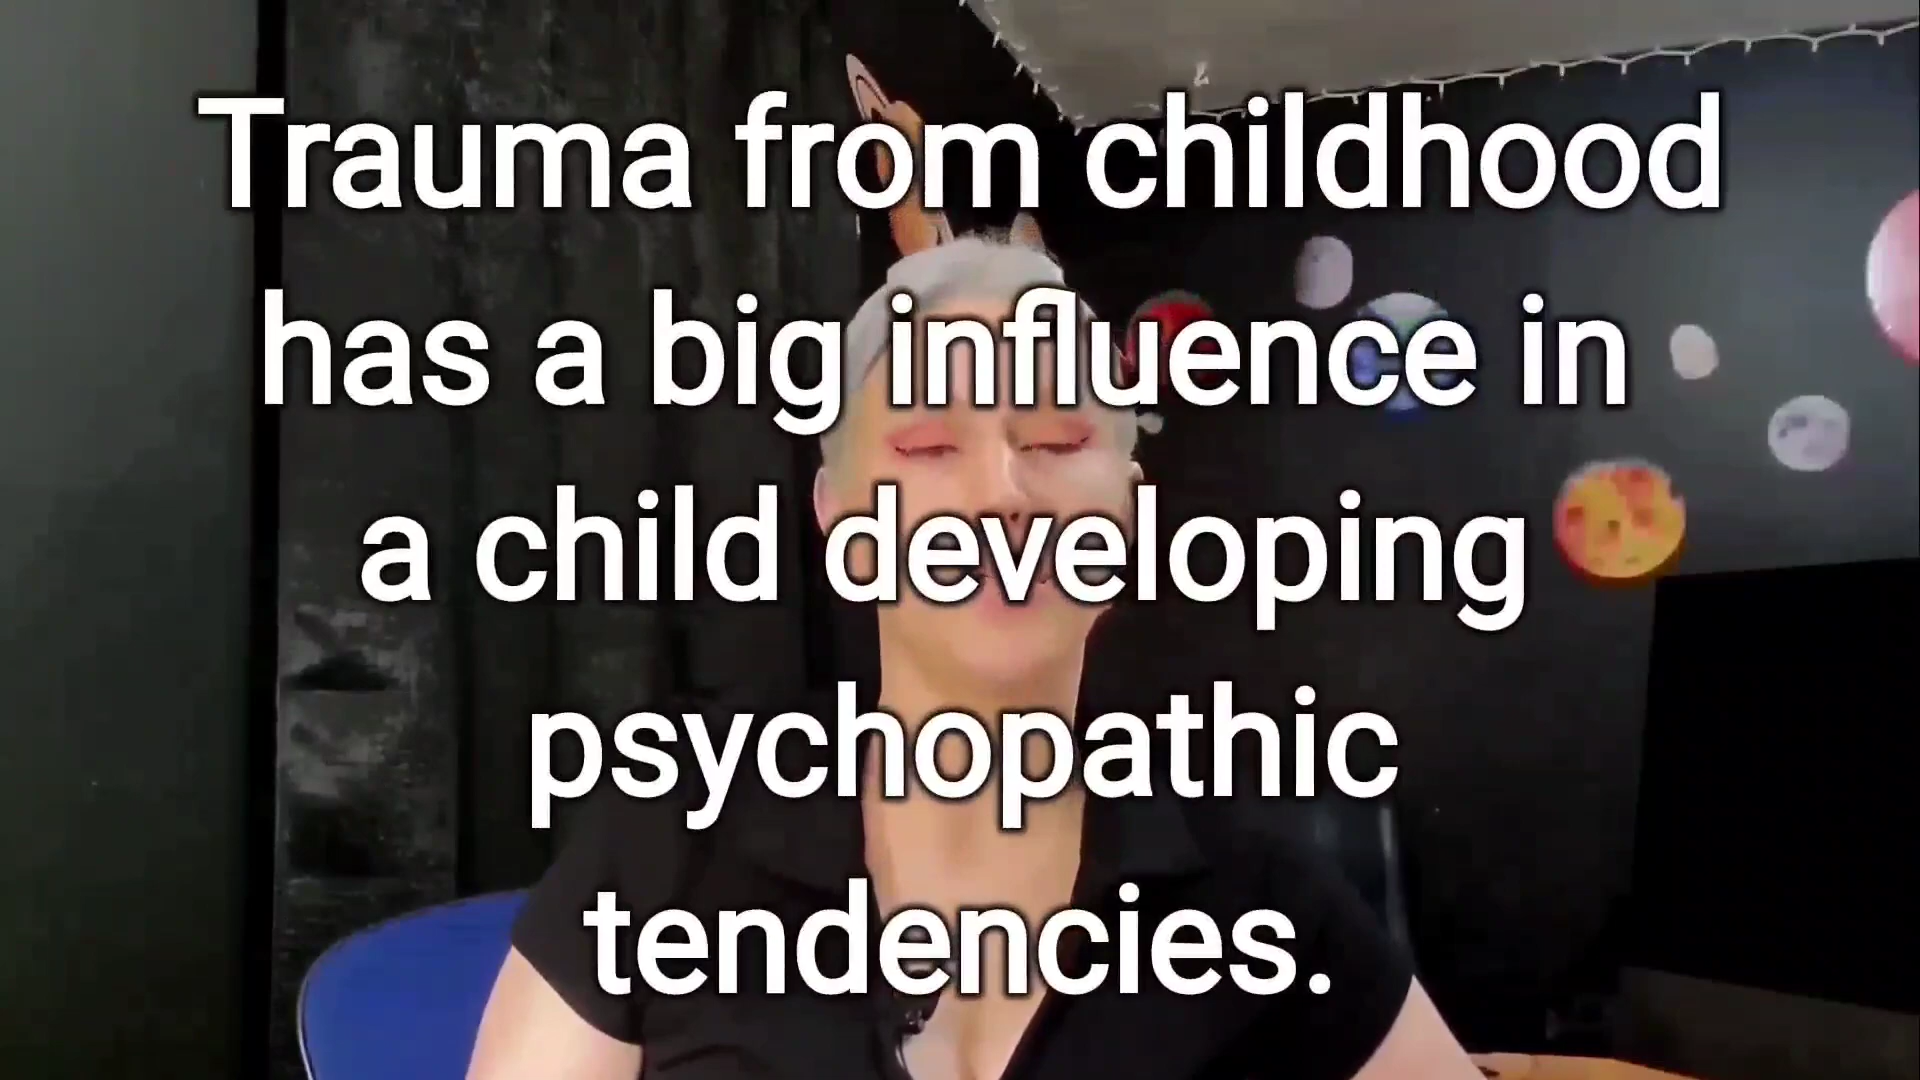 Trauma from childhood
has a big influence in
a child developing
psychopathic
tendencies.